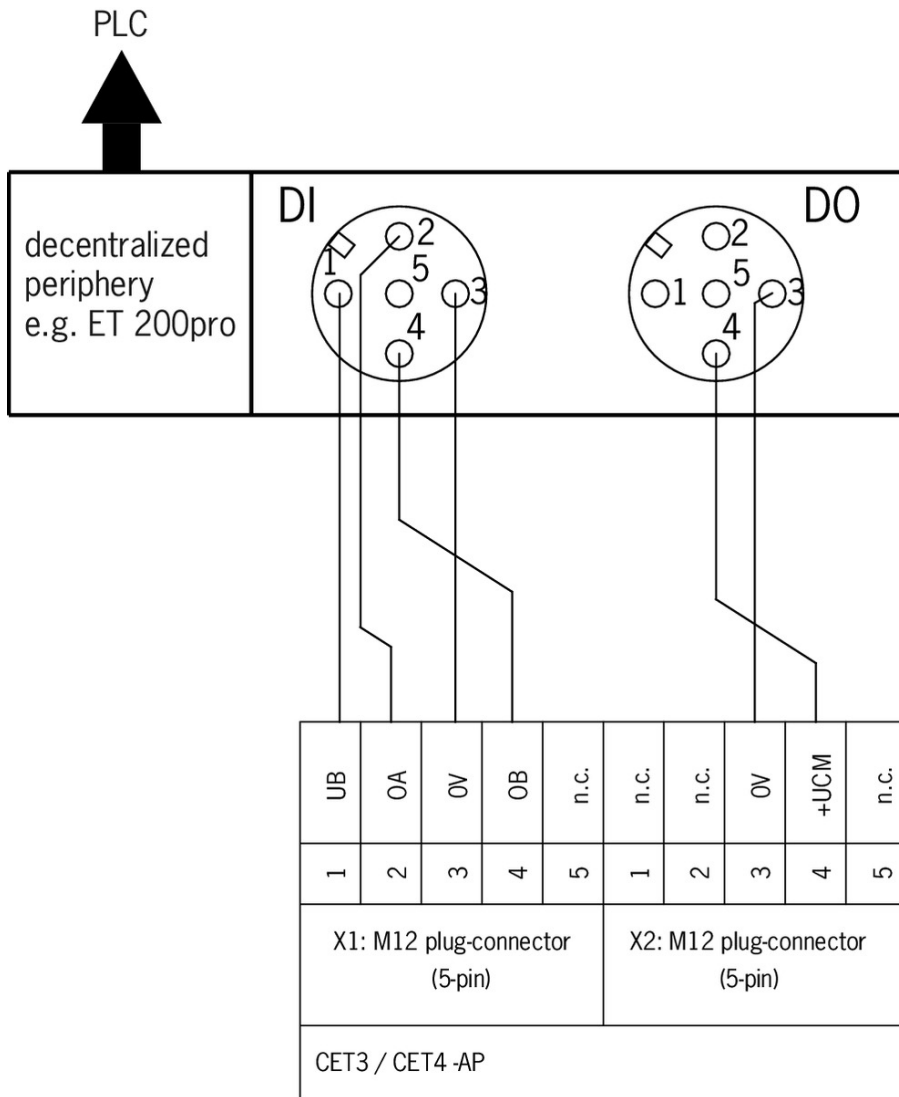 PLC
decentralized
periphery
e.g. ET 200pro
DI
1
2
5
3
4
DO
2
5
1
3
4
UB
OA
0V
OB
n.c.
n.c.
n.c.
0V
+UCM
n.c.
1
2
3
4
5
1
2
3
4
5
X1: M12 plug-connector
(5-pin)
X2: M12 plug-connector
(5-pin)
CET3 / CET4 -AP